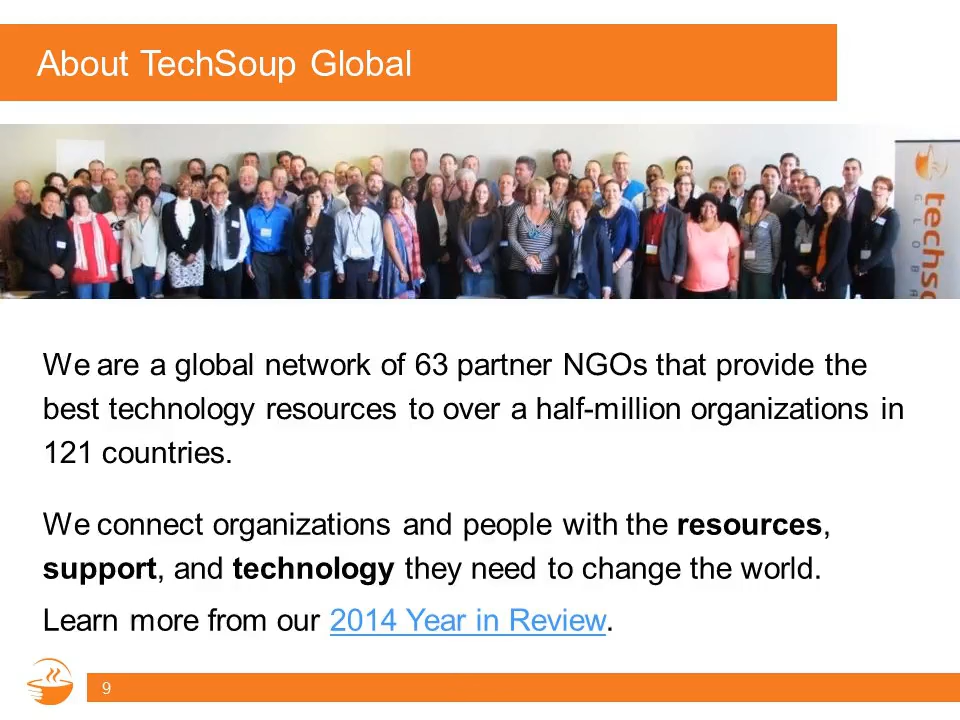 About TechSoup Global
techs
GLOBA
We are a global network of 63 partner NGOs that provide the
best technology resources to over a half-million organizations in
121 countries.
We connect organizations and people with the resources,
support, and technology they need to change the world.
Learn more from our 2014 Year in Review.
9